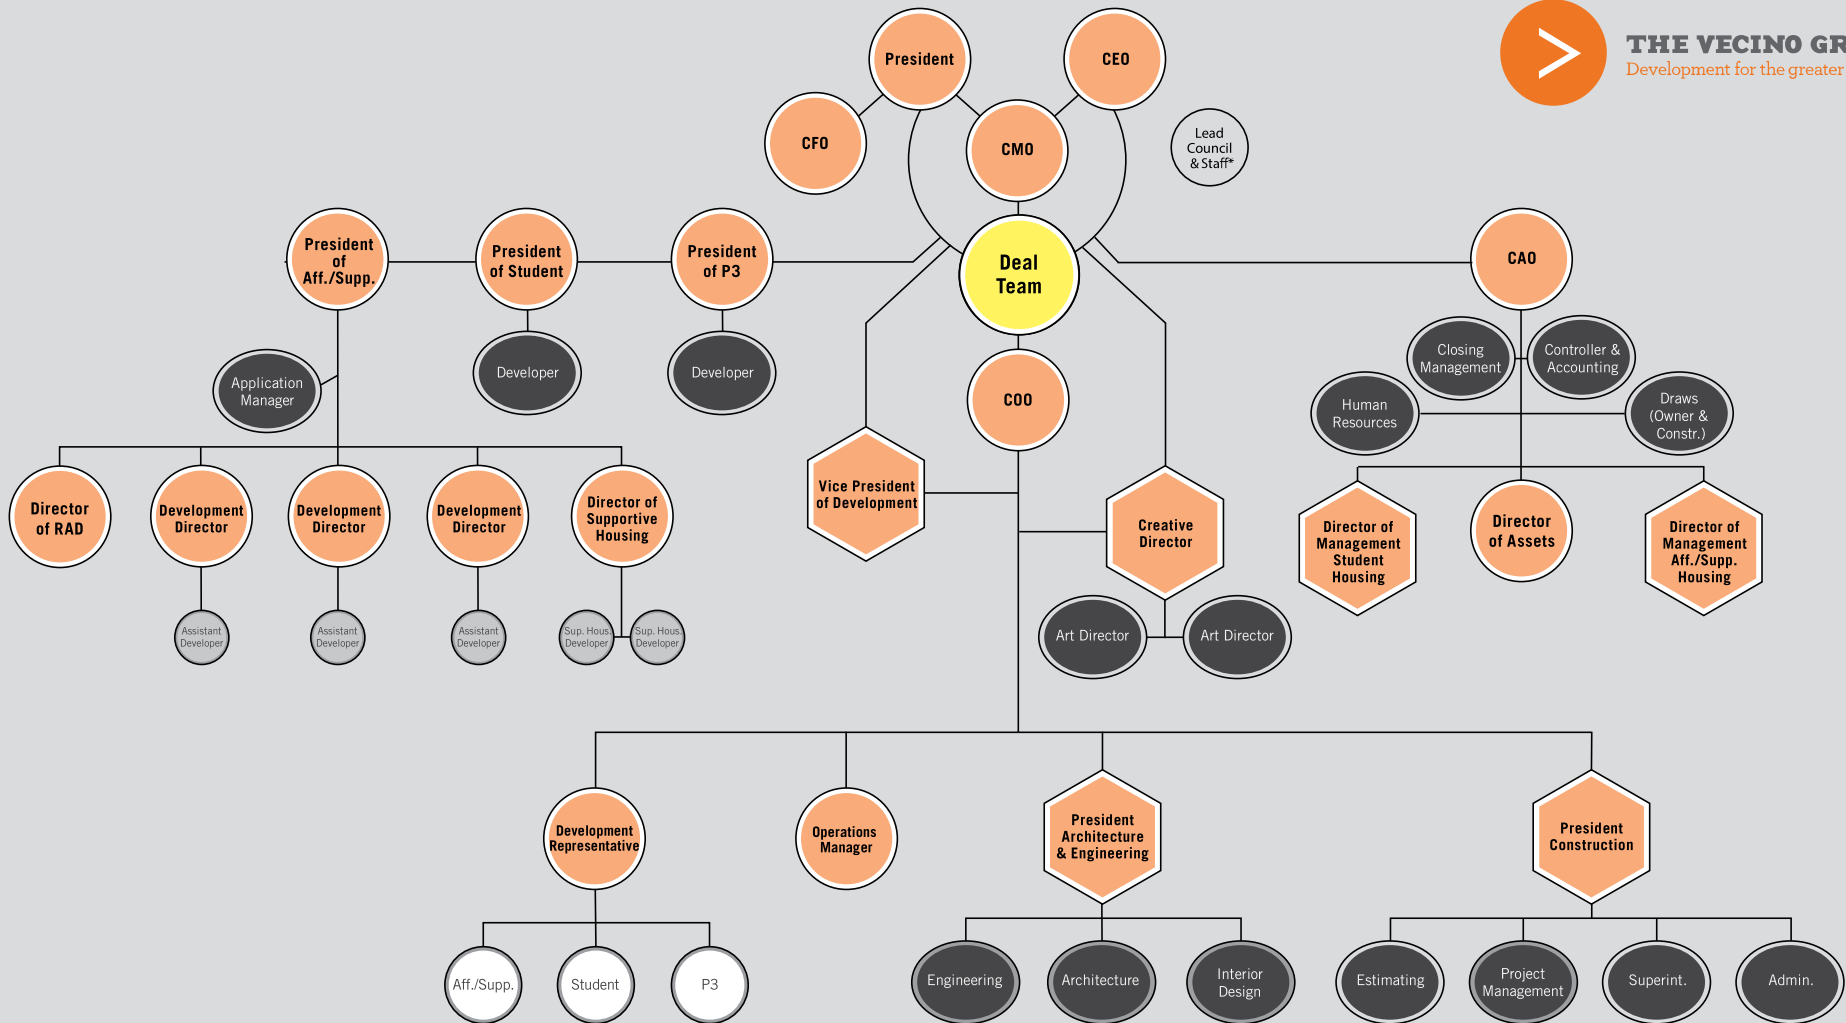 President
CEO
THE VECINO GR
Development for the greater
CFO
CMO
Lead
Council
& Staff*
President
of
Aff./Supp.
President
of Student
President
of P3
Deal
Team
CAO
Application
Manager
Developer
Developer
COO
Closing
Management
Controller &
Accounting
Human
Resources
Draws
(Owner &
Constr.)
Director
of RAD
Development
Director
Development
Director
Development
Director
Director of
Supportive
Housing
Vice President
of Development
Creative
Director
Director of
Management
Student
Housing
Director
of Assets
Director of
Management
Aff./Supp.
Housing
Assistant
Developer
Assistant
Developer
Assistant
Developer
Sup. Hous.
Developer
Sup. Hous.
Developer
Art Director
Art Director
Development
Representative
Operations
Manager
President
Architecture
& Engineering
President
Construction
Aff./Supp.
Student
P3
Engineering
Architecture
Interior
Design
Estimating
Project
Management
Superint.
Admin.